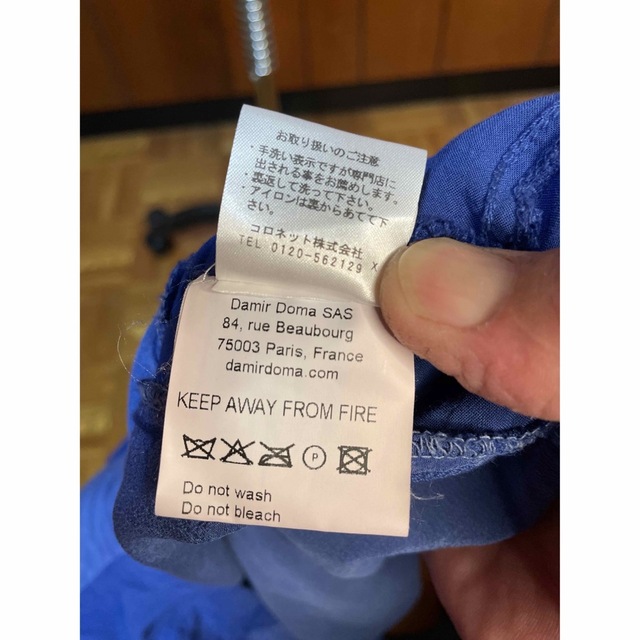 お取り扱いのご注意
・手洗い表示ですが専門店に
出される事をお薦めします。
・裏返して洗って下さい。
・アイロンは裏からあてて下
さい。
コロネット株式会社
TEL 0120-562129 X
Damir Doma SAS
84, rue Beaubourg
75003 Paris, France
damirdoma.com
KEEP AWAY FROM FIRE
P
Do not wash
Do not bleach